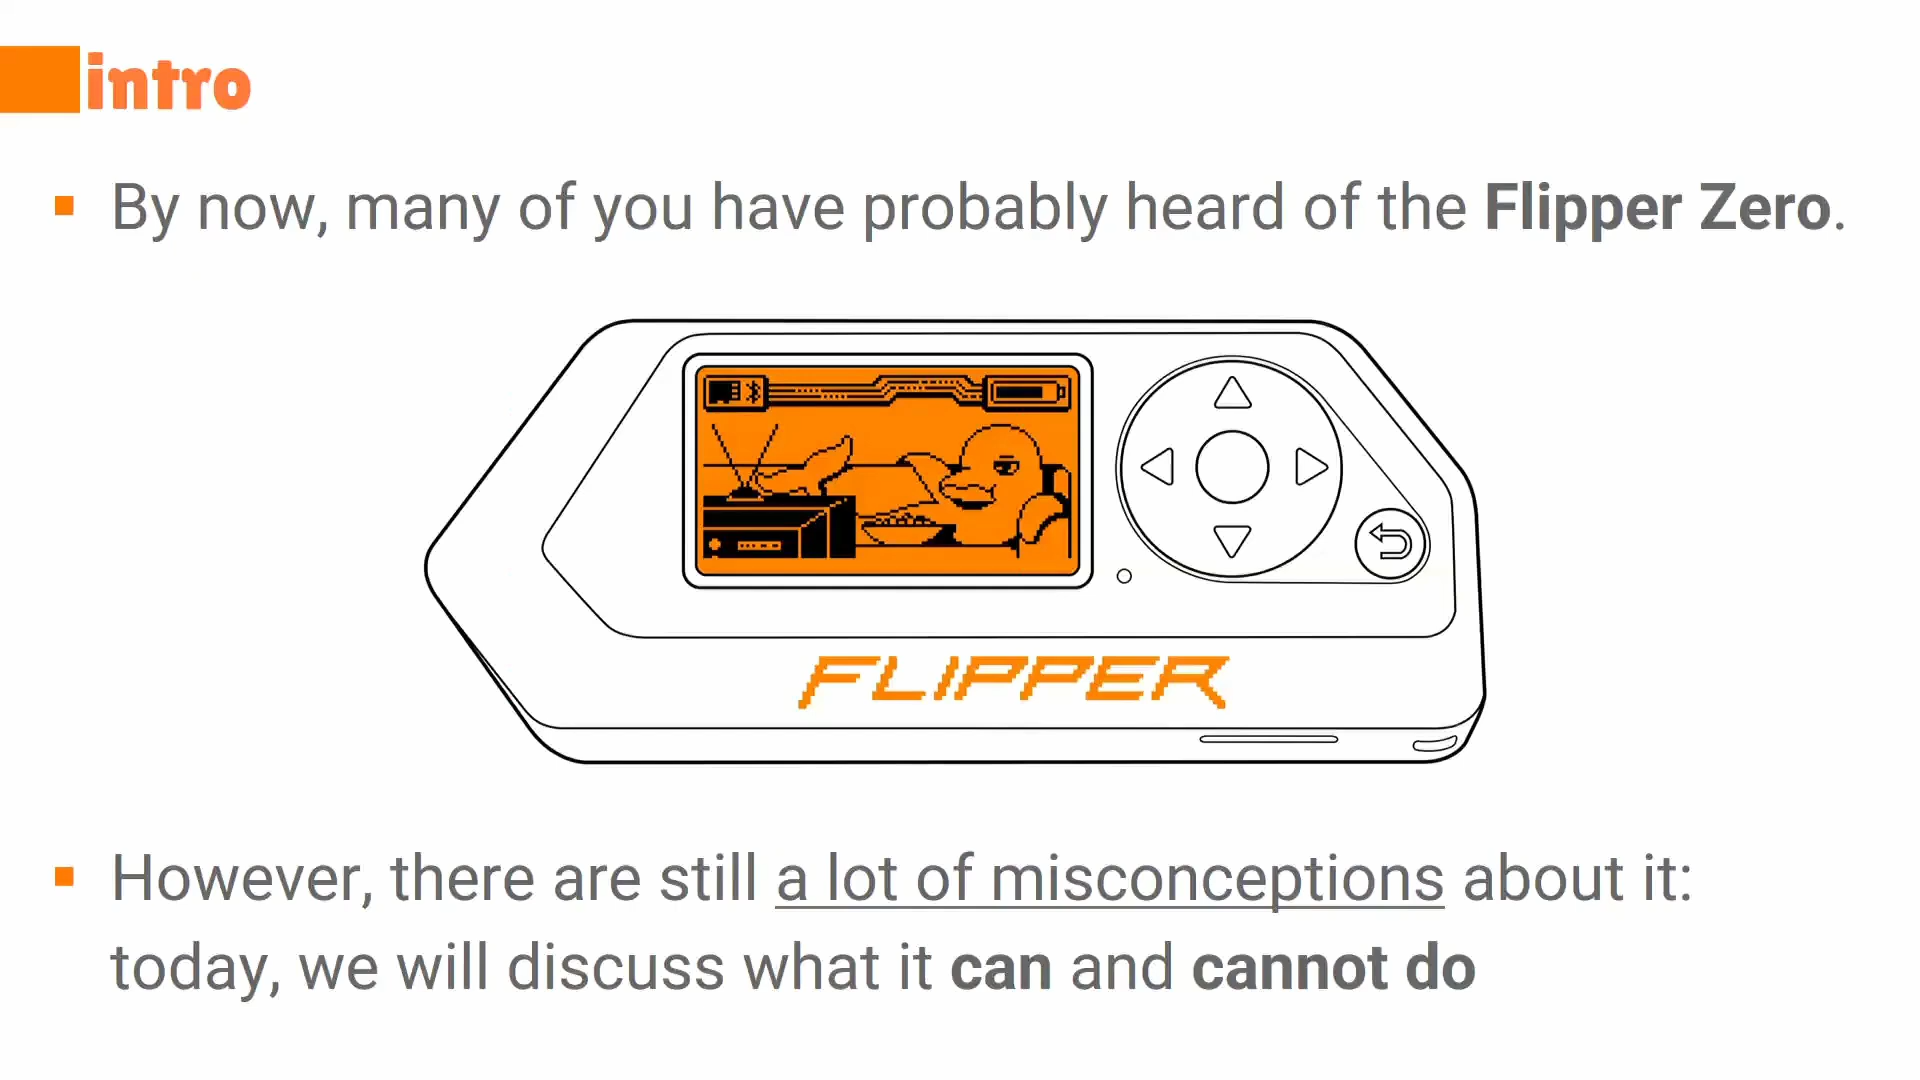 intro
By now, many of you have probably heard of the Flipper Zero.
FLIPPER
However, there are still a lot of misconceptions about it:
today, we will discuss what it can and cannot do